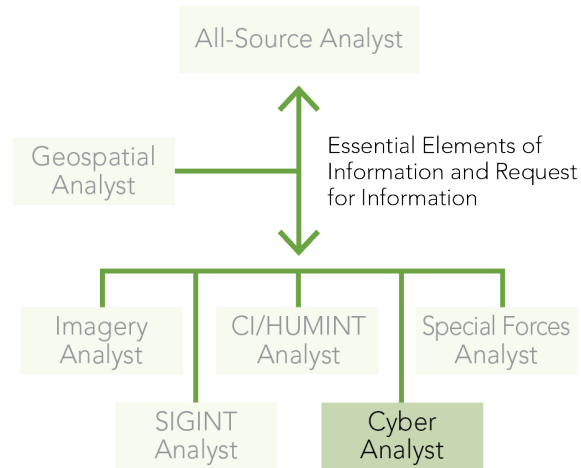 All-Source Analyst
Geospatial
Analyst
Essential Elements of
Information and Request
for Information
Imagery
Analyst
CI/HUMINT
Analyst
Special Forces
Analyst
SIGINT
Analyst
Cyber
Analyst